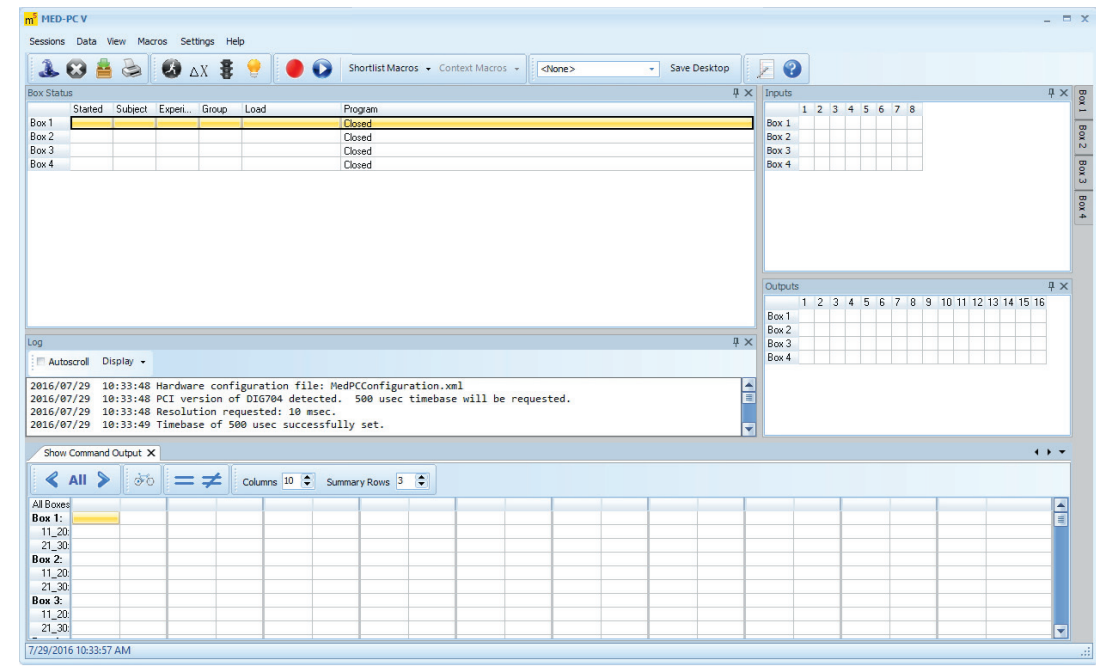 m5 MED-PC V
Sessions Data View Macros Settings Help
ΔX Shortlist Macros Context Macros <None> Save Desktop ?
Box Status
Started Subject Experi... Group Load Program
Box 1 Closed
Box 2 Closed
Box 3 Closed
Box 4 Closed
Inputs
1 2 3 4 5 6 7 8
Box 1
Box 2
Box 3
Box 4
Box 1
Box 2
Box 3
Box 4
Outputs
1 2 3 4 5 6 7 8 9 10 11 12 13 14 15 16
Box 1
Box 2
Box 3
Box 4
Log
Autoscroll Display
2016/07/29 10:33:48 Hardware configuration file: MedPCConfiguration.xml
2016/07/29 10:33:48 PCI version of DIG704 detected. 500 usec timebase will be requested.
2016/07/29 10:33:48 Resolution requested: 10 msec.
2016/07/29 10:33:49 Timebase of 500 usec successfully set.
Show Command Output X
All = ≠ Columns 10 Summary Rows 3
All Boxes
Box 1:
11_20:
21_30:
Box 2:
11_20:
21_30:
Box 3:
11_20:
21_30:
7/29/2016 10:33:57 AM